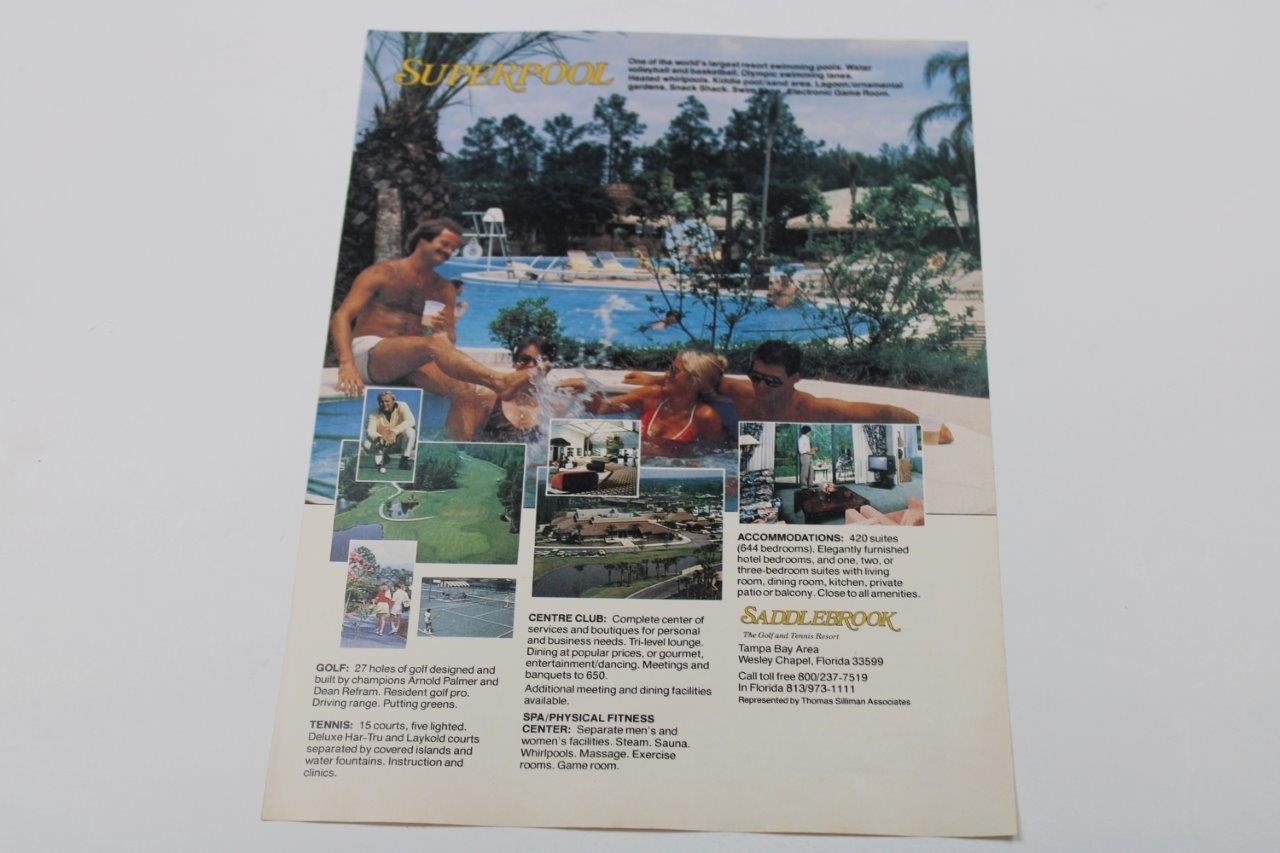 SUPERPOOL
One of the world's largest resort swimming pools. Water
volleyball and basketball. Olympic swimming lanes.
Heated whirlpools. Kiddie pool/sand area. Lagoon/ornamental
gardens. Snack Shack. Swim Electronic Game Room.
GOLF: 27 holes of golf designed and
built by champions Arnold Palmer and
Dean Refram. Resident golf pro.
Driving range. Putting greens.
TENNIS: 15 courts, five lighted.
Deluxe Har-Tru and Laykold courts
separated by covered islands and
water fountains. Instruction and
clinics.
CENTRE CLUB: Complete center of
services and boutiques for personal
and business needs. Tri-level lounge.
Dining at popular prices, or gourmet,
entertainment/dancing. Meetings and
banquets to 650.
Additional meeting and dining facilities
available.
SPA/PHYSICAL FITNESS
CENTER: Separate men's and
women's facilities. Steam. Sauna.
Whirlpools. Massage. Exercise
rooms. Game room.
ACCOMMODATIONS: 420 suites
(644 bedrooms). Elegantly furnished
hotel bedrooms, and one, two, or
three-bedroom suites with living
room, dining room, kitchen, private
patio or balcony. Close to all amenities.
SADDLEBROOK
The Golf and Tennis Resort
Tampa Bay Area
Wesley Chapel, Florida 33599
Call toll free 800/237-7519
In Florida 813/973-1111
Represented by Thomas Silliman Associates